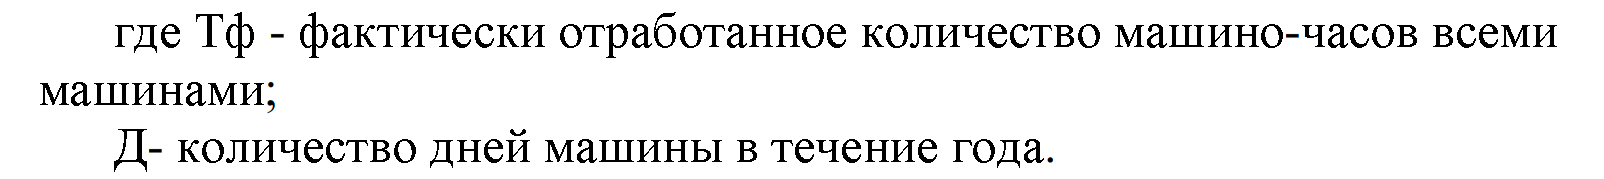 где Тф - фактически отработанное количество машино-часов всеми
машинами;
Д- количество дней машины в течение года.